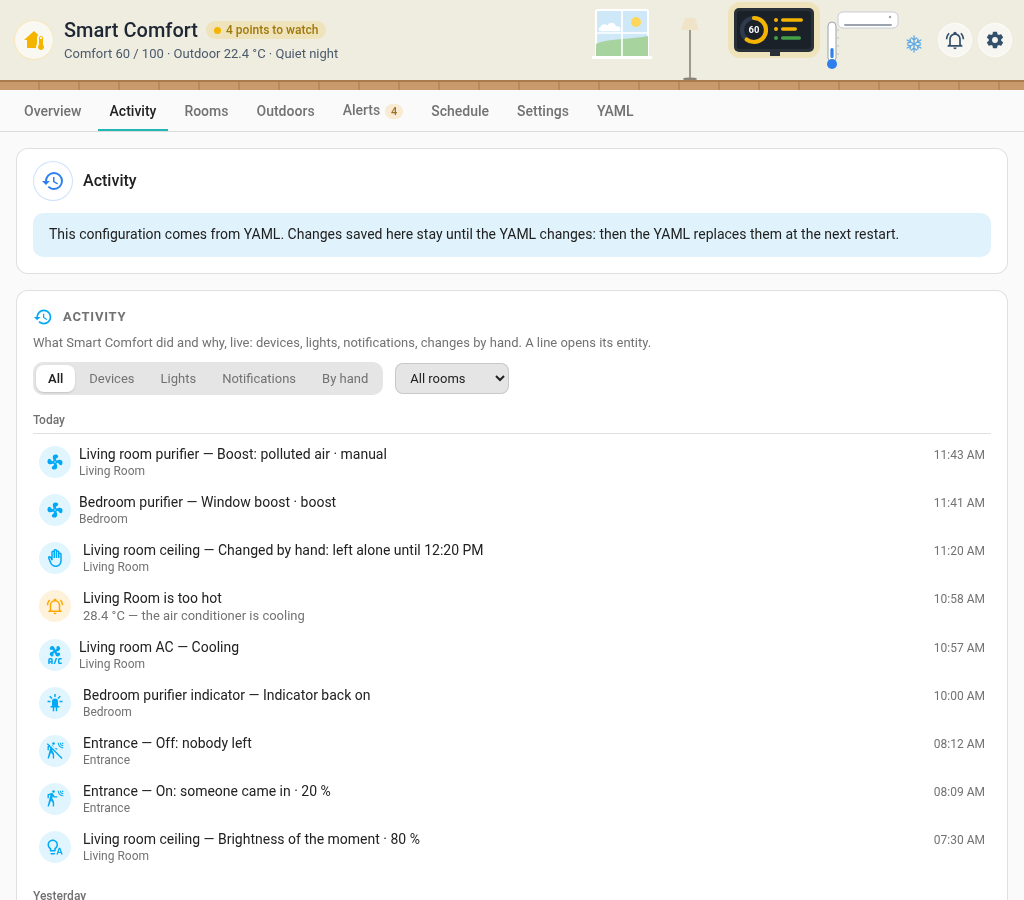 Smart Comfort
4 points to watch
Comfort 60 / 100 · Outdoor 22.4 °C · Quiet night
60
Overview
Activity
Rooms
Outdoors
Alerts 4
Schedule
Settings
YAML
Activity
This configuration comes from YAML. Changes saved here stay until the YAML changes: then the YAML replaces them at the next restart.
ACTIVITY
What Smart Comfort did and why, live: devices, lights, notifications, changes by hand. A line opens its entity.
All
Devices
Lights
Notifications
By hand
All rooms
Today
Living room purifier — Boost: polluted air · manual
11:43 AM
Living Room
Bedroom purifier — Window boost · boost
11:41 AM
Bedroom
Living room ceiling — Changed by hand: left alone until 12:20 PM
11:20 AM
Living Room
Living Room is too hot
10:58 AM
28.4 °C — the air conditioner is cooling
A/C
Living room AC — Cooling
10:57 AM
Living Room
Bedroom purifier indicator — Indicator back on
10:00 AM
Bedroom
Entrance — Off: nobody left
08:12 AM
Entrance
Entrance — On: someone came in · 20 %
08:09 AM
Entrance
A
Living room ceiling — Brightness of the moment · 80 %
07:30 AM
Living Room
Yesterday